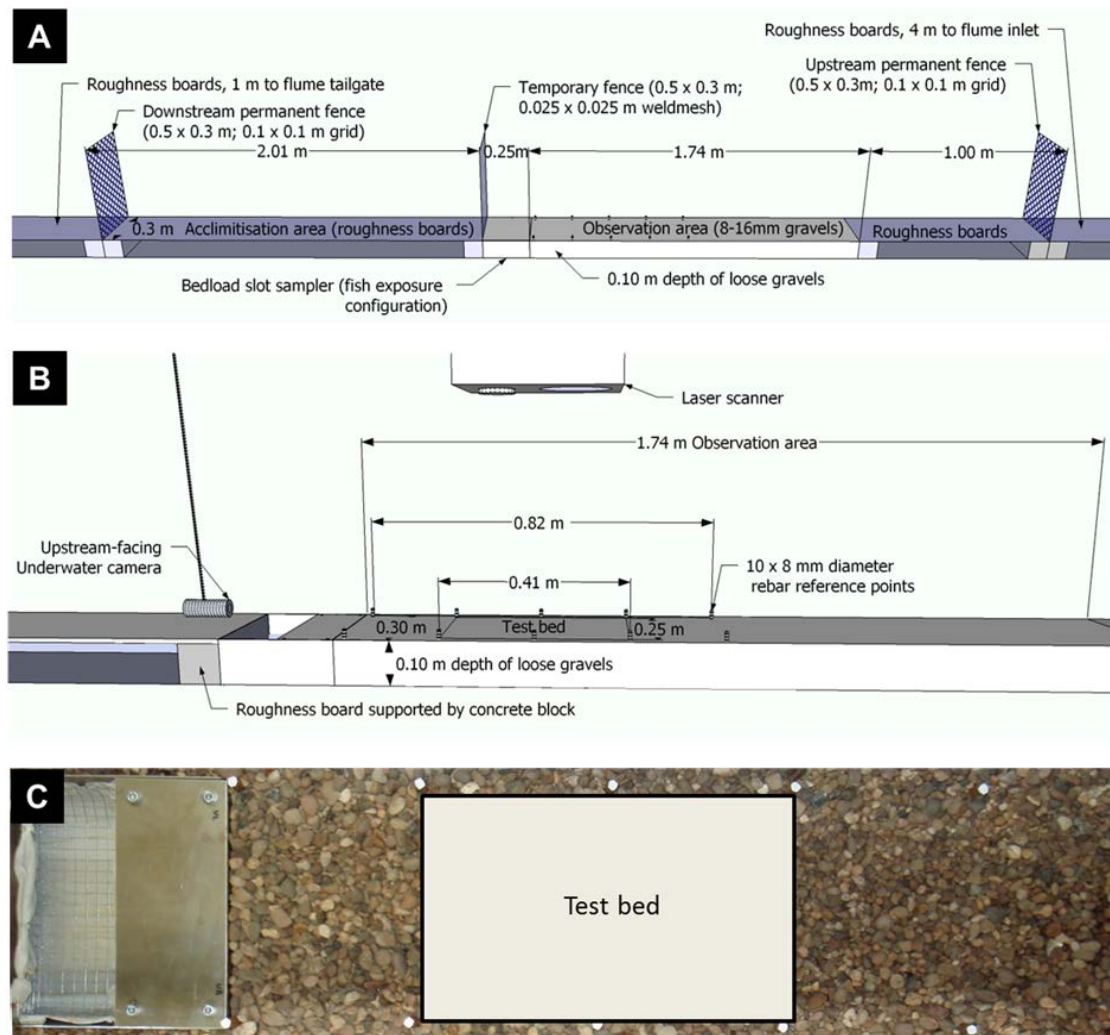 A
Roughness boards, 4 m to flume inlet
Roughness boards, 1 m to flume tailgate
Upstream permanent fence
(0.5 x 0.3m; 0.1 x 0.1 m grid)
Temporary fence (0.5 x 0.3 m;
0.025 x 0.025 m weldmesh)
Downstream permanent fence
(0.5 x 0.3 m; 0.1 x 0.1 m grid)
2.01 m
0.25m
1.74 m
1.00 m
0.3 m
Acclimitisation area (roughness boards)
Observation area (8-16mm gravels)
Roughness boards
Bedload slot sampler (fish exposure
configuration)
0.10 m depth of loose gravels
B
Laser scanner
1.74 m Observation area
0.82 m
Upstream-facing
Underwater camera
10 x 8 mm diameter
rebar reference points
0.41 m
0.30 m
Test bed
0.25 m
0.10 m depth of loose gravels
Roughness board supported by concrete block
C
Test bed